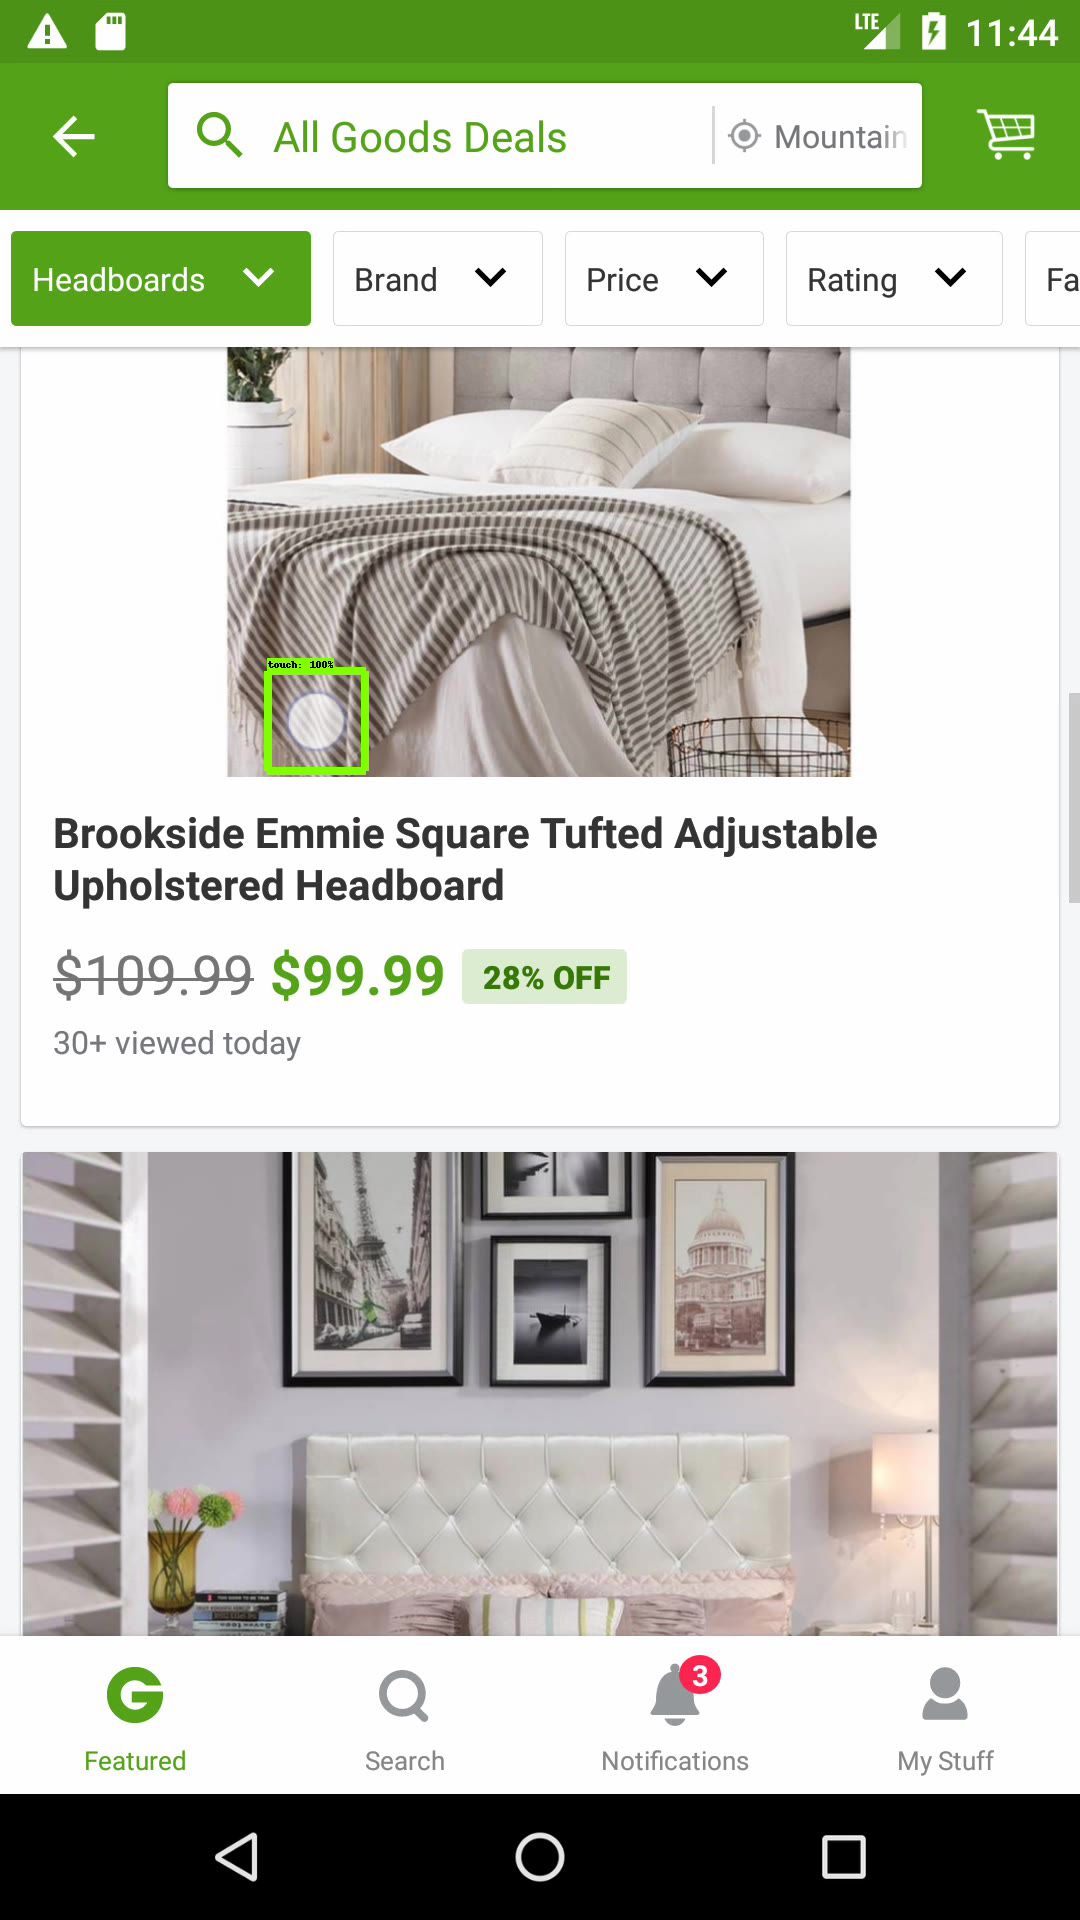 LTE 11:44
All Goods Deals Mountain
Headboards Brand Price Rating Fa
touch: 100%
Brookside Emmie Square Tufted Adjustable
Upholstered Headboard
$109.99 $99.99 28% OFF
30+ viewed today
3
Featured Search Notifications My Stuff